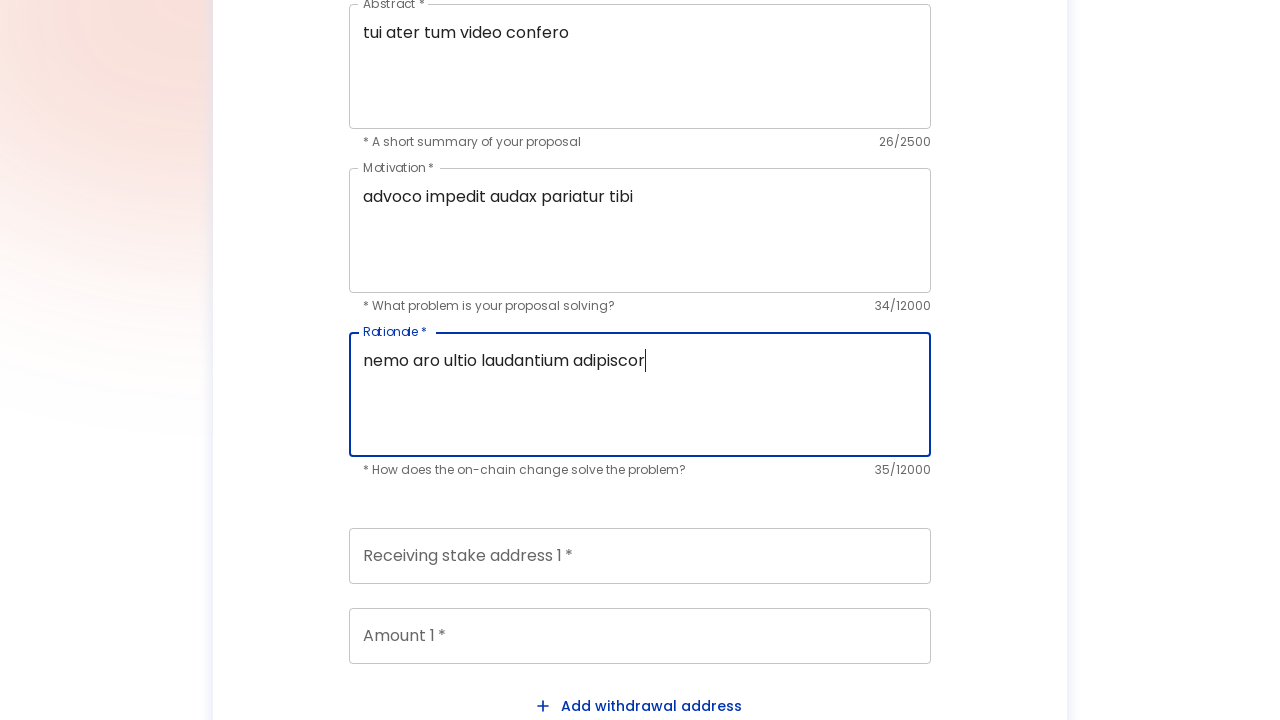 Abstract *
tui ater tum video confero
* A short summary of your proposal 26/2500
Motivation *
advoco impedit audax pariatur tibi
* What problem is your proposal solving? 34/12000
Rationale *
nemo aro ultio laudantium adipiscor
* How does the on-chain change solve the problem? 35/12000
Receiving stake address 1 *
Amount 1 *
+ Add withdrawal address